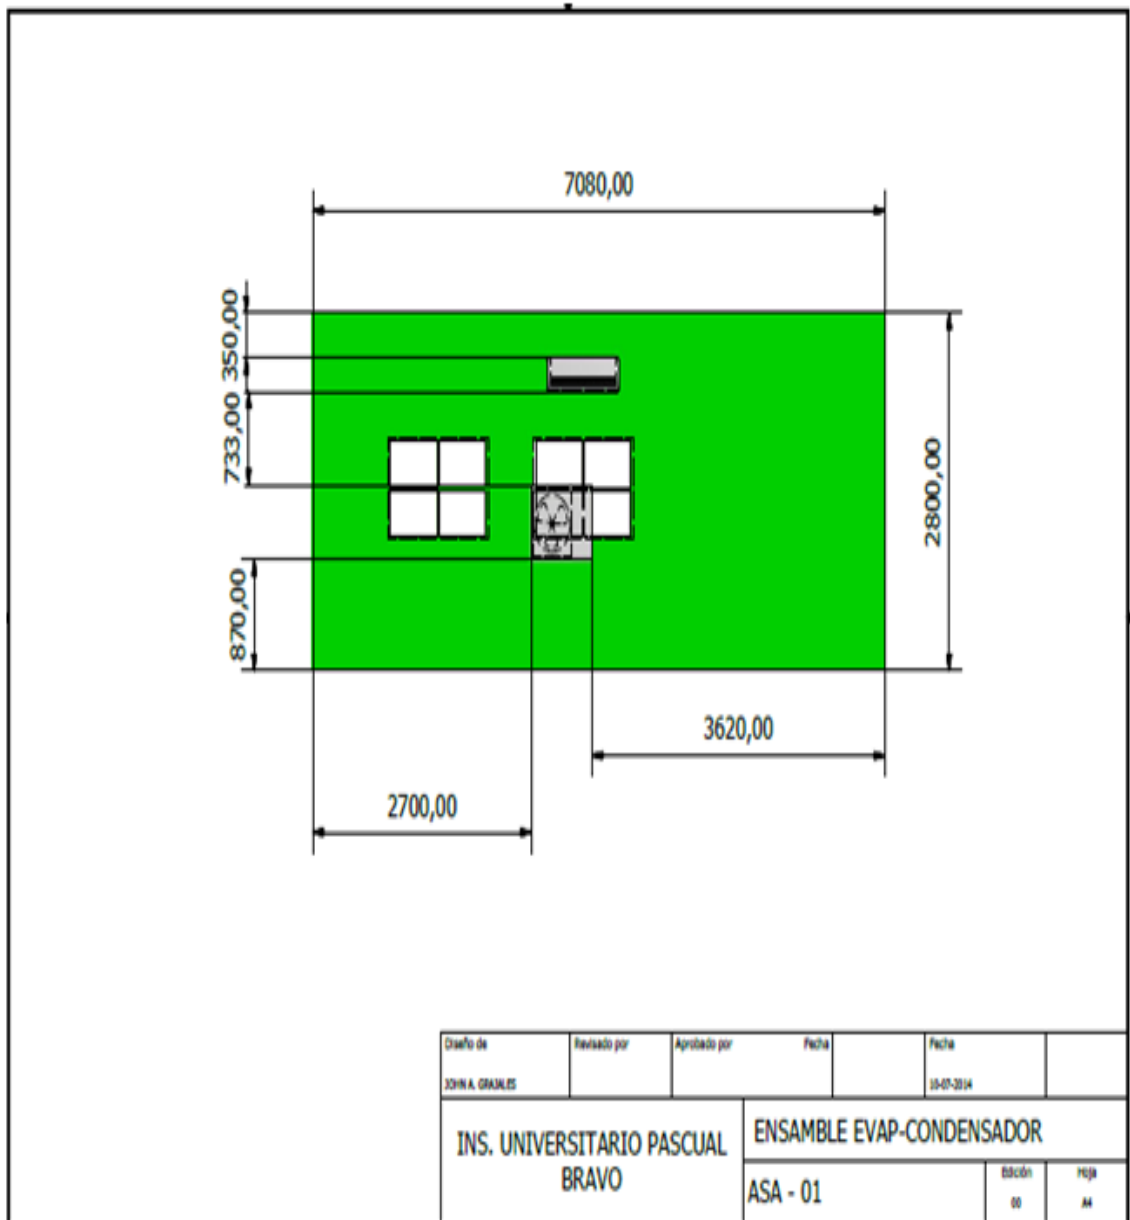 7080,00
350,00
733,00
2800,00
870,00
3620,00
2700,00
Diseño de
Revisado por
Aprobado por
Fecha
Fecha
JOHN A. GRAJALES
10-07-2014
INS. UNIVERSITARIO PASCUAL
BRAVO
ENSAMBLE EVAP-CONDENSADOR
ASA - 01
Edición
Hoja
00
A4